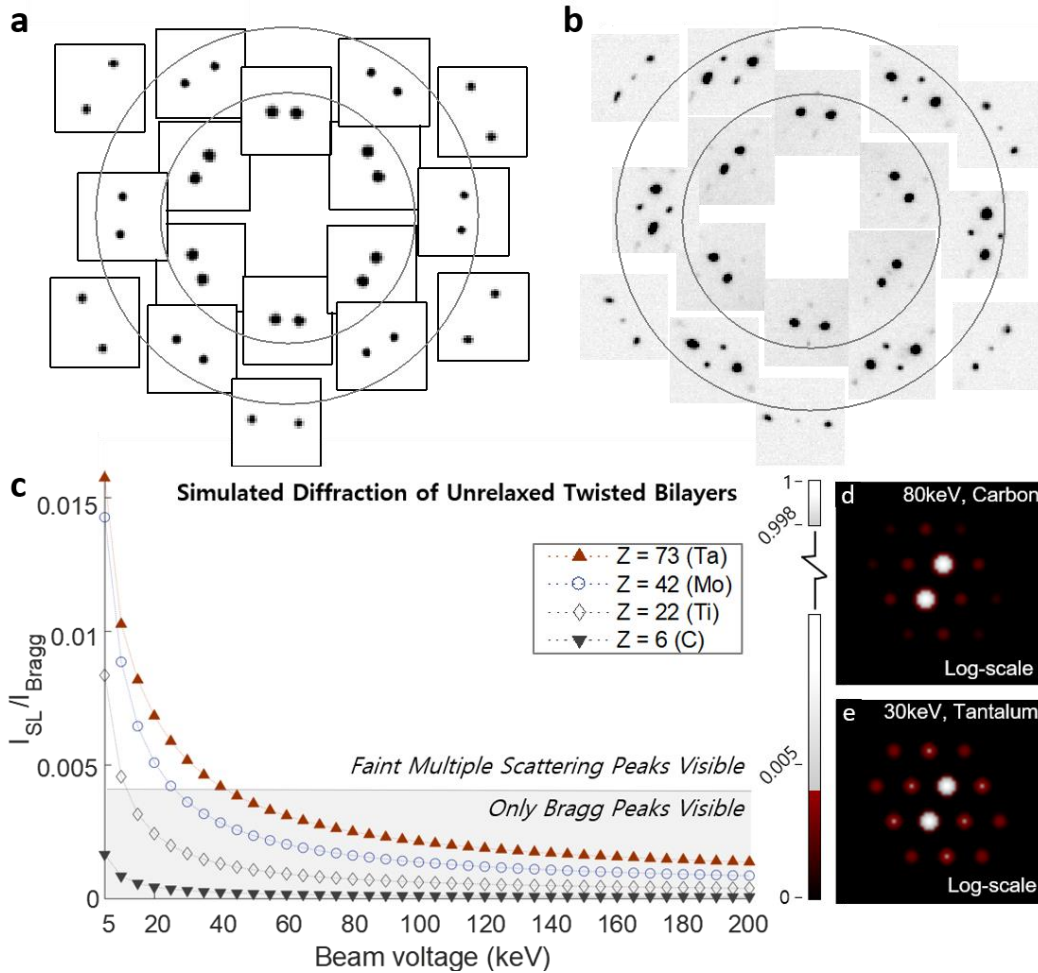 a
b
c
Simulated Diffraction of Unrelaxed Twisted Bilayers
I_SL/I_Bragg
0.015
0.01
0.005
0
Z = 73 (Ta)
Z = 42 (Mo)
Z = 22 (Ti)
Z = 6 (C)
Faint Multiple Scattering Peaks Visible
Only Bragg Peaks Visible
5 20 40 60 80 100 120 140 160 180 200
Beam voltage (keV)
1
0.998
0.005
0
d
80keV, Carbon
Log-scale
e
30keV, Tantalum
Log-scale